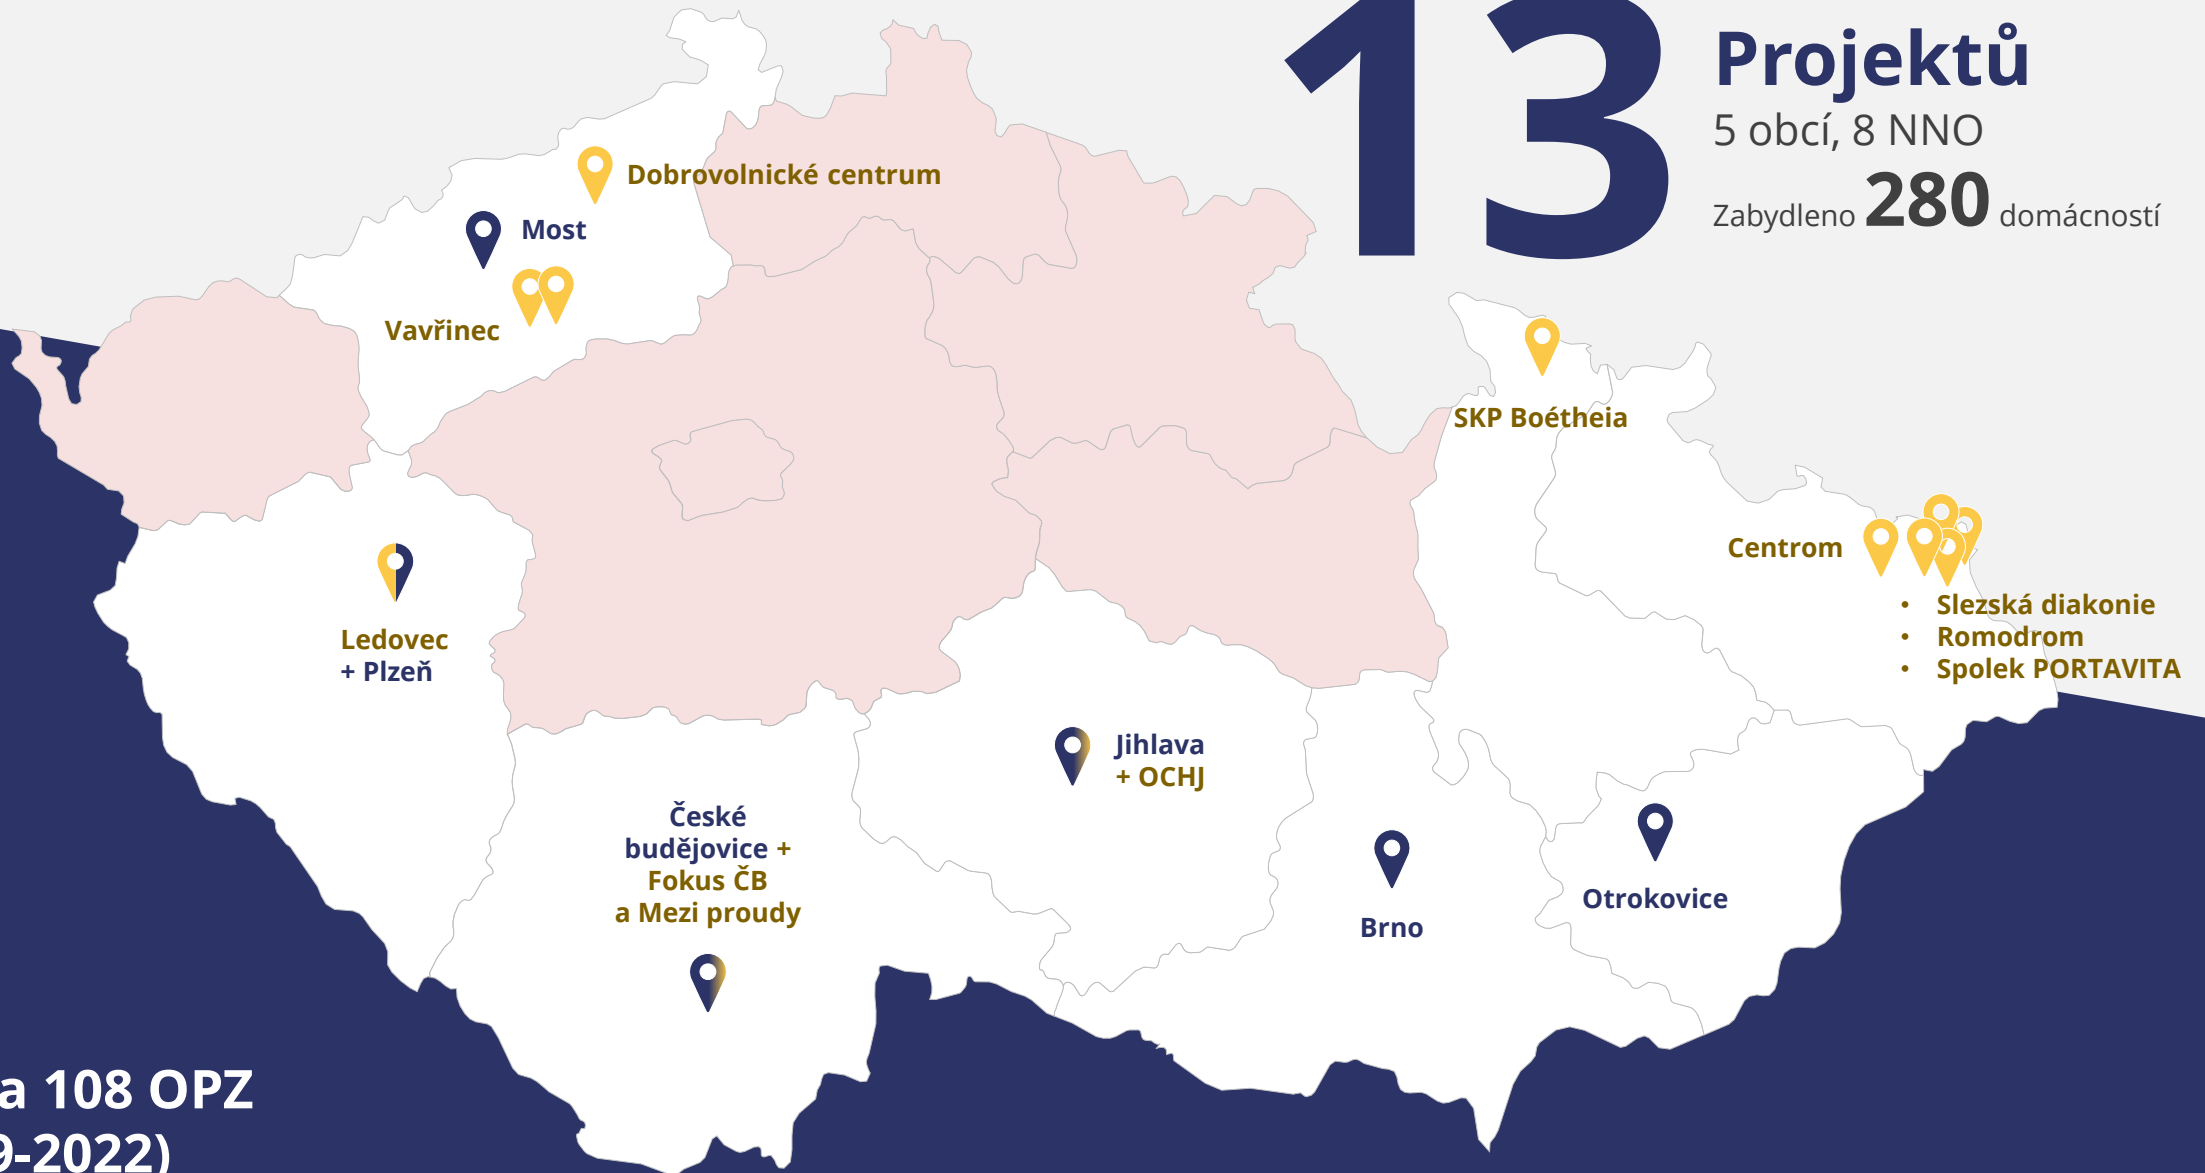 13
Projektů
5 obcí, 8 NNO
Zabydleno 280 domácností
Dobrovolnické centrum
Most
Vavřinec
SKP Boétheia
Centrom
• Slezská diakonie
• Romodrom
• Spolek PORTAVITA
Ledovec
+ Plzeň
Jihlava
+ OCHJ
České
budějovice +
Fokus ČB
a Mezi proudy
Otrokovice
Brno
a 108 OPZ
9-2022)